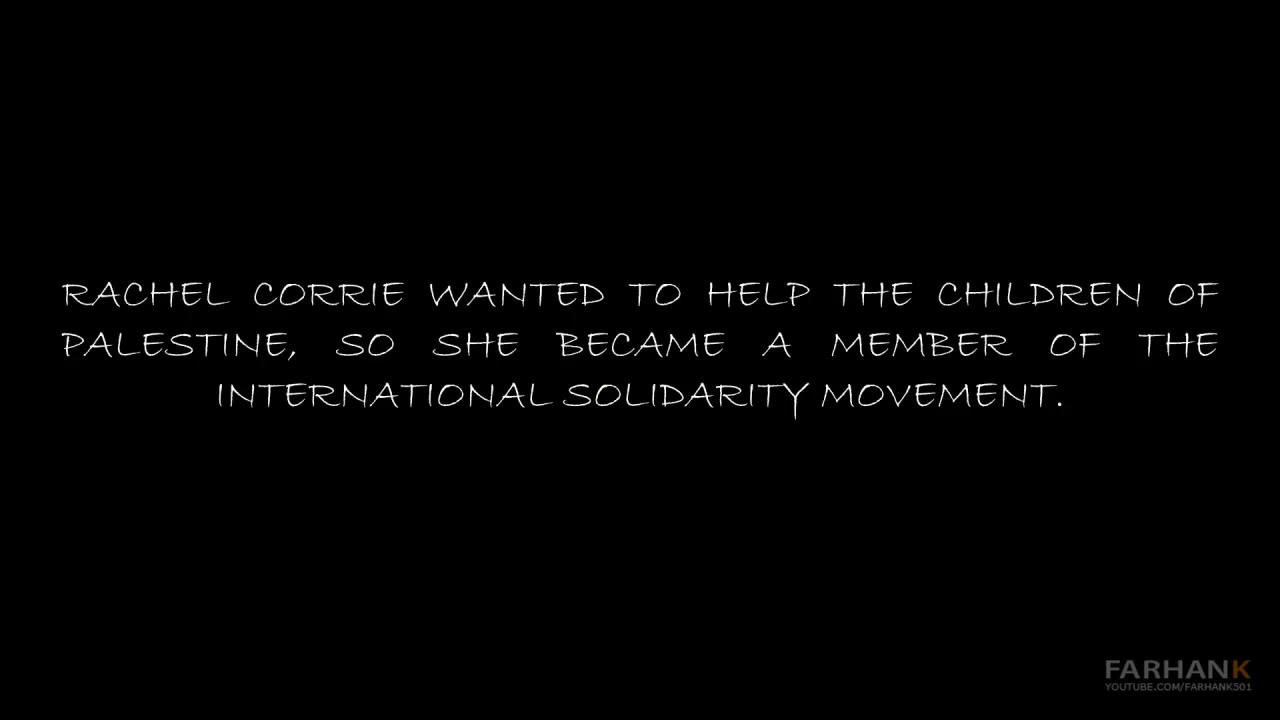 RACHEL CORRIE WANTED TO HELP THE CHILDREN OF
PALESTINE, SO SHE BECAME A MEMBER OF THE
INTERNATIONAL SOLIDARITY MOVEMENT.
FARHANK
YOUTUBE.COM/FARHANK501